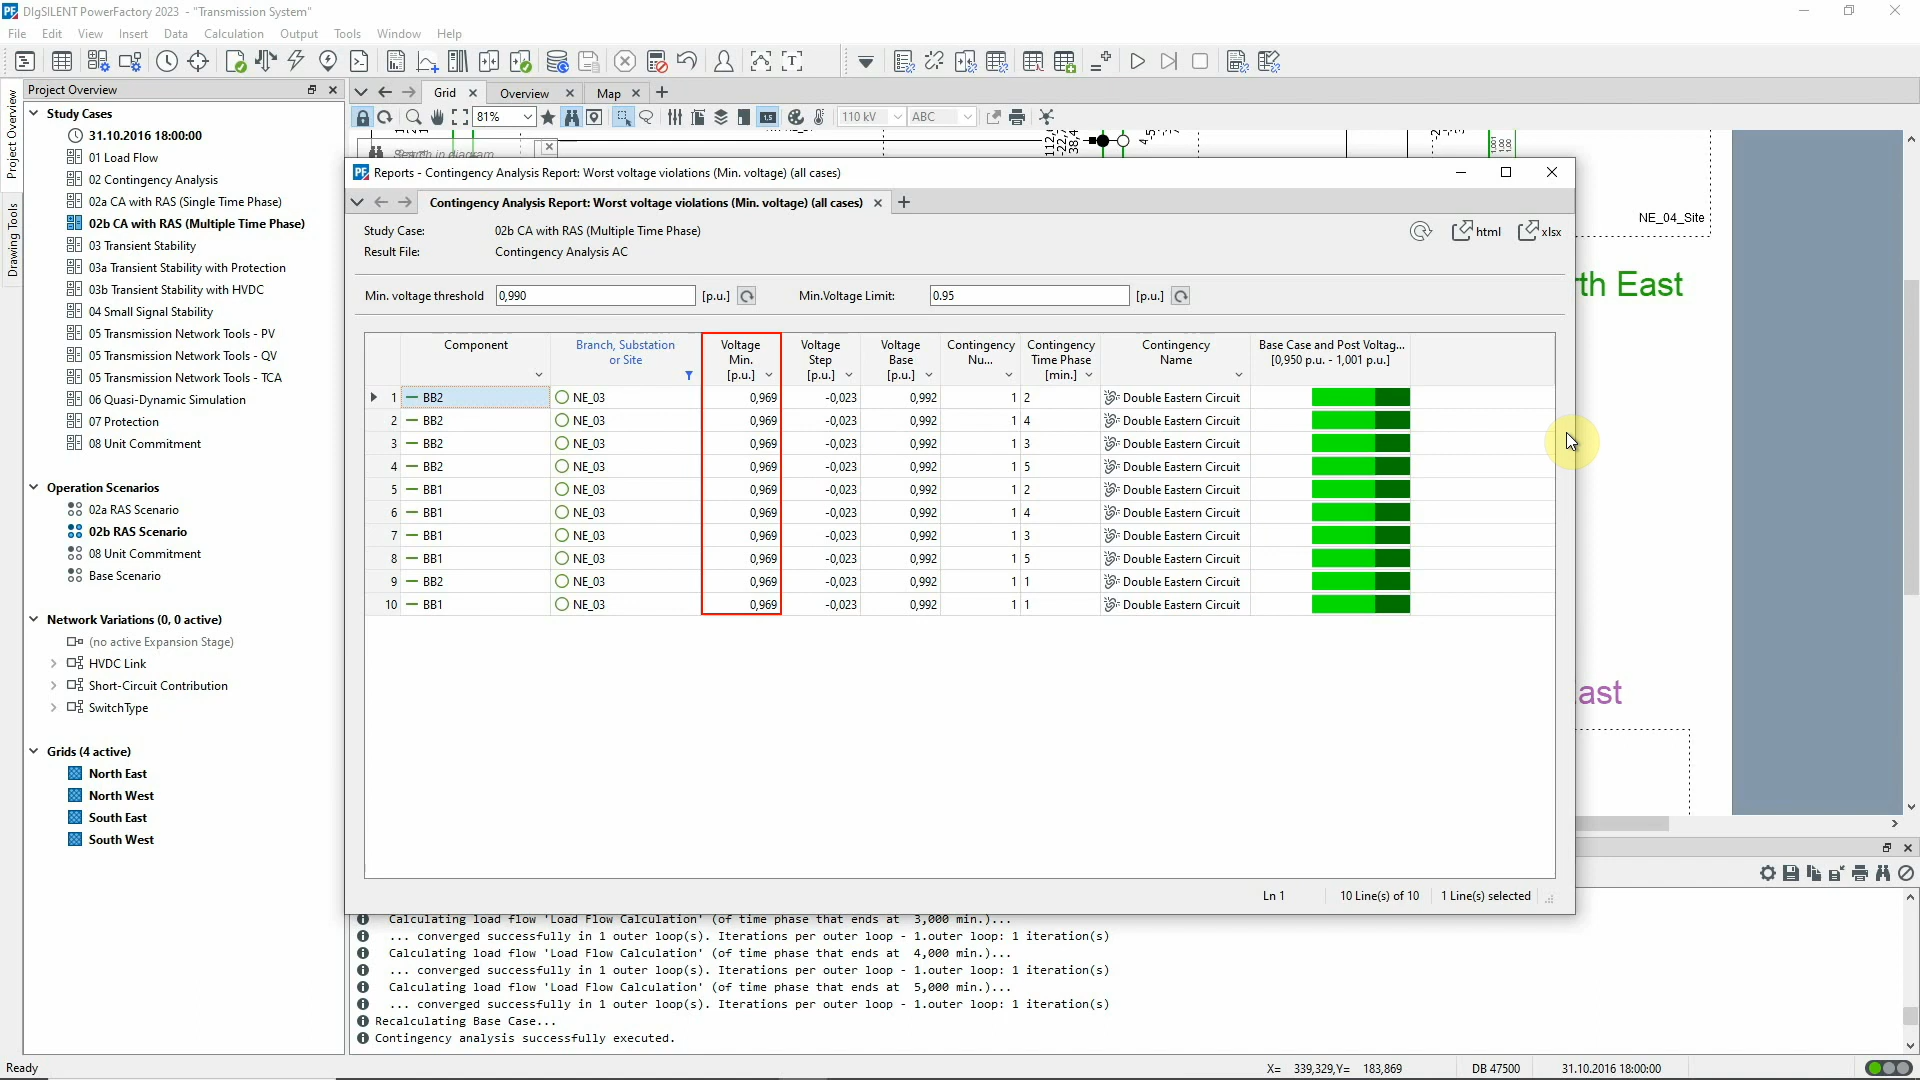 DIgSILENT PowerFactory 2023 - "Transmission System"
File Edit View Insert Data Calculation Output Tools Window Help
Project Overview
Grid Overview Map
81% 110 kV ABC
Project Overview
Drawing Tools
Study Cases
31.10.2016 18:00:00
01 Load Flow
02 Contingency Analysis
02a CA with RAS (Single Time Phase)
02b CA with RAS (Multiple Time Phase)
03 Transient Stability
03a Transient Stability with Protection
03b Transient Stability with HVDC
04 Small Signal Stability
05 Transmission Network Tools - PV
05 Transmission Network Tools - QV
05 Transmission Network Tools - TCA
06 Quasi-Dynamic Simulation
07 Protection
08 Unit Commitment
Operation Scenarios
02a RAS Scenario
02b RAS Scenario
08 Unit Commitment
Base Scenario
Network Variations (0, 0 active)
(no active Expansion Stage)
HVDC Link
Short-Circuit Contribution
SwitchType
Grids (4 active)
North East
North West
South East
South West
Search in diagram
NE_04_Site
th East
ast
Reports - Contingency Analysis Report: Worst voltage violations (Min. voltage) (all cases)
Contingency Analysis Report: Worst voltage violations (Min. voltage) (all cases)
Study Case: 02b CA with RAS (Multiple Time Phase)
html xlsx
Result File: Contingency Analysis AC
Min. voltage threshold 0,990 [p.u.] Min.Voltage Limit: 0.95 [p.u.]
Component Branch, Substation or Site Voltage Min. [p.u.] Voltage Step [p.u.] Voltage Base [p.u.] Contingency Nu... Contingency Time Phase [min.] Contingency Name Base Case and Post Voltag... [0,950 p.u. - 1,001 p.u.]
1 BB2 NE_03 0,969 -0,023 0,992 1 2 Double Eastern Circuit
2 BB2 NE_03 0,969 -0,023 0,992 1 4 Double Eastern Circuit
3 BB2 NE_03 0,969 -0,023 0,992 1 3 Double Eastern Circuit
4 BB2 NE_03 0,969 -0,023 0,992 1 5 Double Eastern Circuit
5 BB1 NE_03 0,969 -0,023 0,992 1 2 Double Eastern Circuit
6 BB1 NE_03 0,969 -0,023 0,992 1 4 Double Eastern Circuit
7 BB1 NE_03 0,969 -0,023 0,992 1 3 Double Eastern Circuit
8 BB1 NE_03 0,969 -0,023 0,992 1 5 Double Eastern Circuit
9 BB2 NE_03 0,969 -0,023 0,992 1 1 Double Eastern Circuit
10 BB1 NE_03 0,969 -0,023 0,992 1 1 Double Eastern Circuit
Ln 1 10 Line(s) of 10 1 Line(s) selected
Calculating load flow 'Load Flow Calculation' (of time phase that ends at 3,000 min.)...
... converged successfully in 1 outer loop(s). Iterations per outer loop - 1.outer loop: 1 iteration(s)
Calculating load flow 'Load Flow Calculation' (of time phase that ends at 4,000 min.)...
... converged successfully in 1 outer loop(s). Iterations per outer loop - 1.outer loop: 1 iteration(s)
Calculating load flow 'Load Flow Calculation' (of time phase that ends at 5,000 min.)...
... converged successfully in 1 outer loop(s). Iterations per outer loop - 1.outer loop: 1 iteration(s)
Recalculating Base Case...
Contingency analysis successfully executed.
Ready X= 339,329,Y= 183,869 DB 47500 31.10.2016 18:00:00